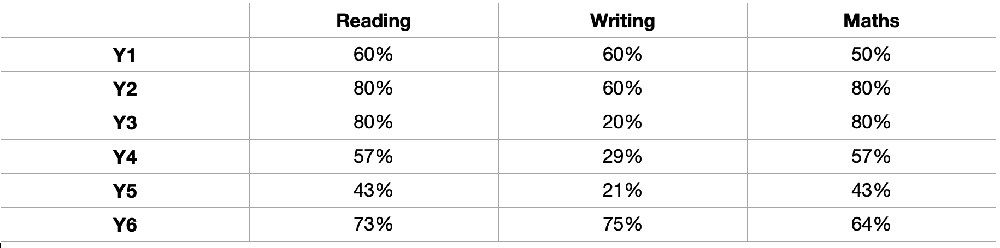 Reading Writing Maths
Y1 60% 60% 50%
Y2 80% 60% 80%
Y3 80% 20% 80%
Y4 57% 29% 57%
Y5 43% 21% 43%
Y6 73% 75% 64%